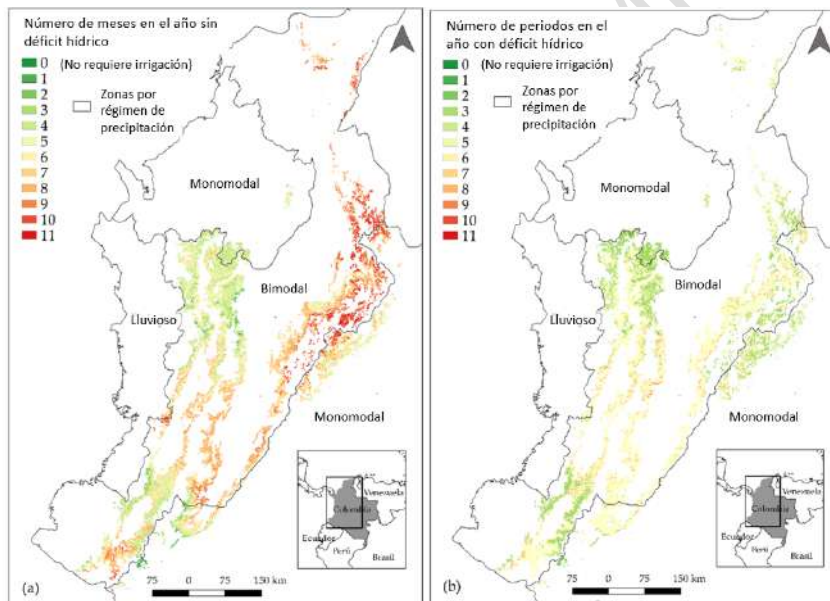 Número de meses en el año sin
déficit hídrico
0 (No requiere irrigación)
1
2
3
4
5
6
7
8
9
10
11
Zonas por
régimen de
precipitación
Monomodal
Bimodal
Lluvioso
Monomodal
Venezuela
Colombia
Ecuador
Perú
Brasil
(a)
75 0 150 km
Número de periodos en el
año con déficit hídrico
0 (No requiere irrigación)
1
2
3
4
5
6
7
8
9
10
11
Zonas por
régimen de
precipitación
Monomodal
Bimodal
Lluvioso
Monomodal
Venezuela
Colombia
Ecuador
Perú
Brasil
(b)
75 0 150 km